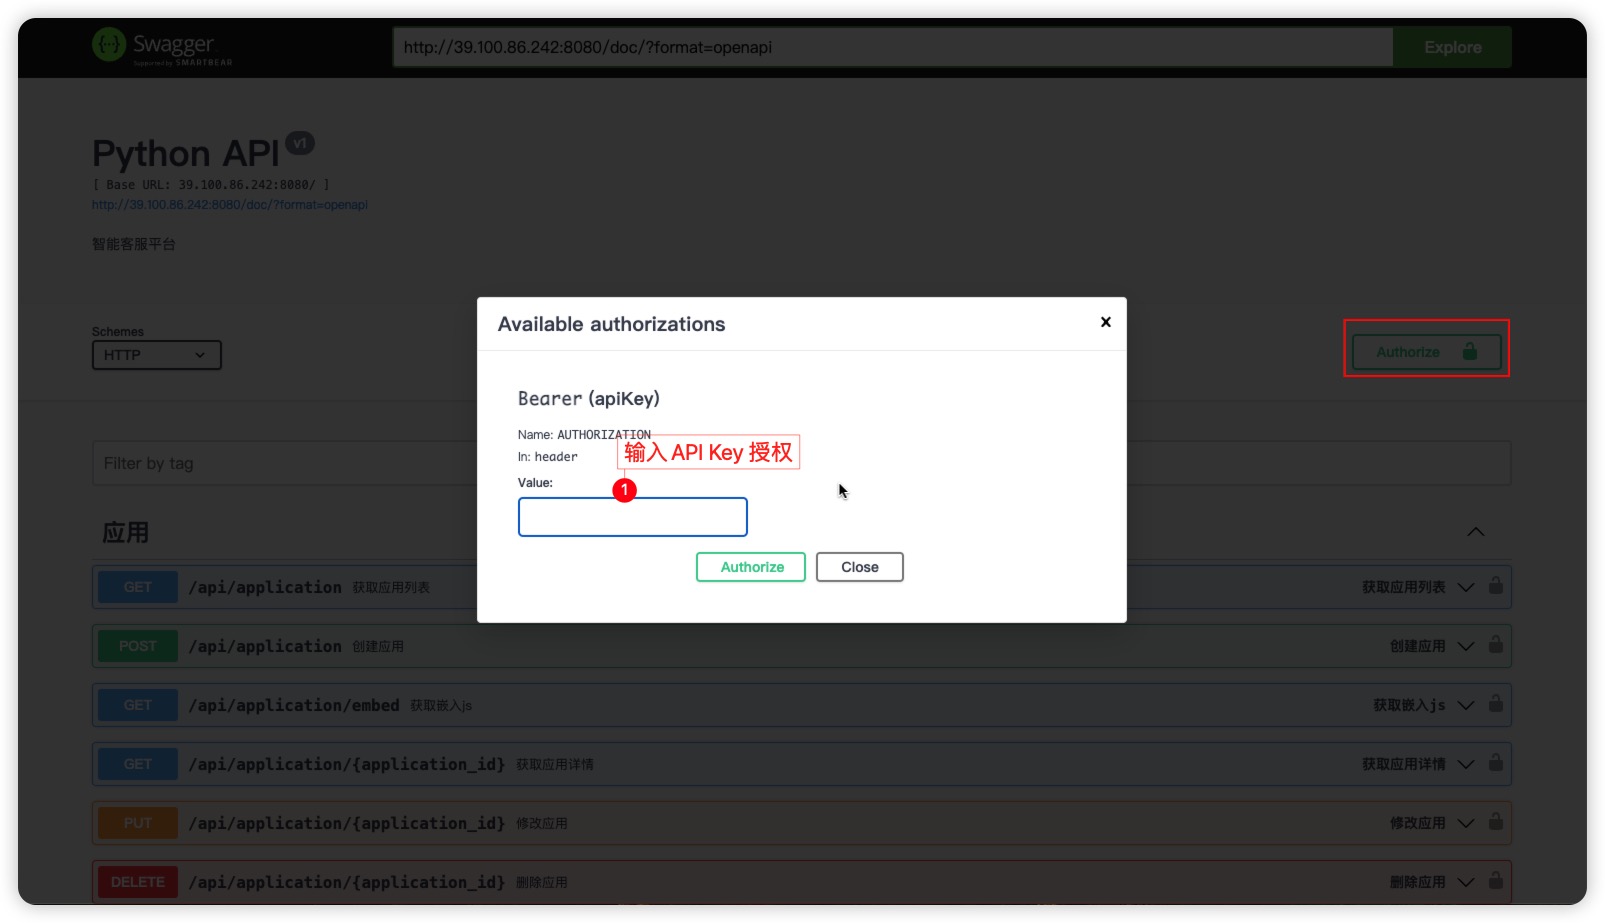 Swagger
Supported by SMARTBEAR
http://39.100.86.242:8080/doc/?format=openapi
Explore
Python API v1
[ Base URL: 39.100.86.242:8080/ ]
http://39.100.86.242:8080/doc/?format=openapi
智能客服平台
Schemes
HTTP
Authorize
Available authorizations
x
Bearer (apiKey)
Name: AUTHORIZATION
In: header
输入 API Key 授权
Value:
1
Authorize
Close
Filter by tag
应用
GET /api/application 获取应用列表 获取应用列表
POST /api/application 创建应用 创建应用
GET /api/application/embed 获取嵌入js 获取嵌入js
GET /api/application/{application_id} 获取应用详情 获取应用详情
PUT /api/application/{application_id} 修改应用 修改应用
DELETE /api/application/{application_id} 删除应用 删除应用